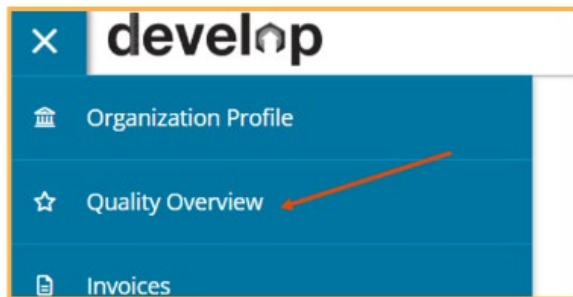 develop
Organization Profile
Quality Overview
Invoices